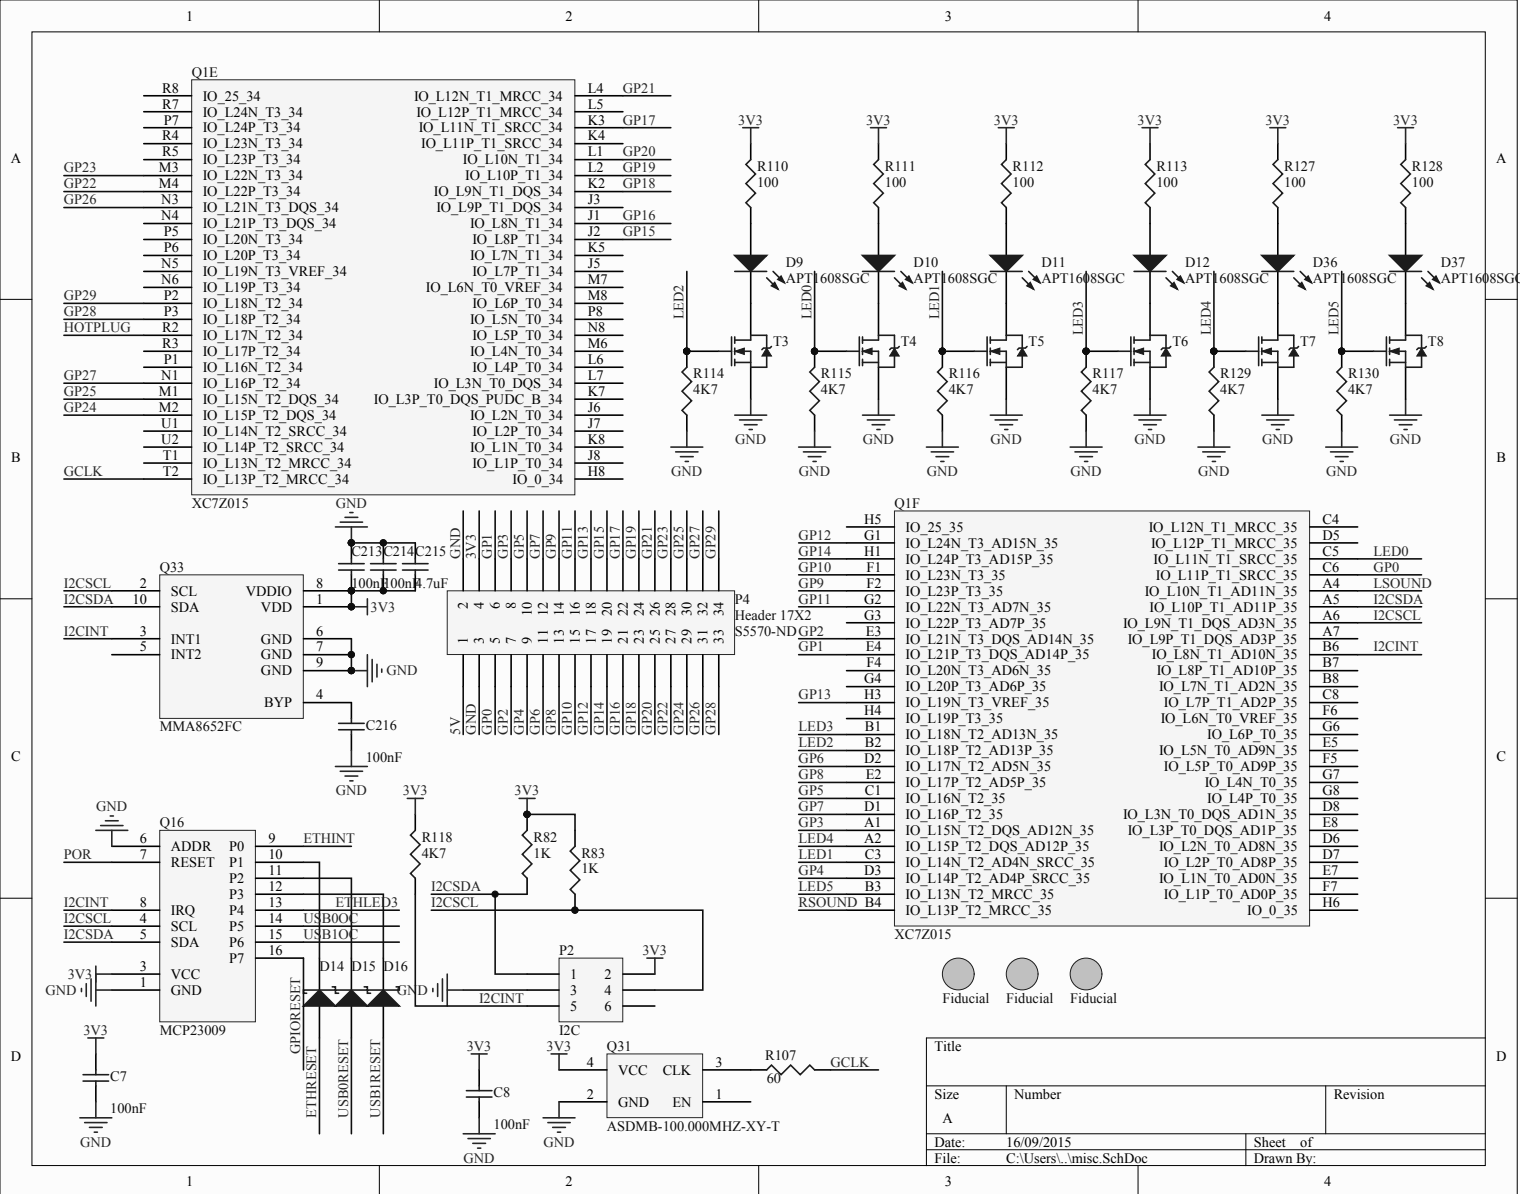 1 2 3 4
A
B
C
D
A
B
C
D
1 2 3 4
Q1E
R8 IO_25_34 IO_L12N_T1_MRCC_34 L4 GP21
R7 IO_L24N_T3_34 IO_L12P_T1_MRCC_34 L5
P7 IO_L24P_T3_34 IO_L11N_T1_SRCC_34 K3 GP17
R4 IO_L23N_T3_34 IO_L11P_T1_SRCC_34 K4
R5 IO_L23P_T3_34 IO_L10N_T1_34 L1 GP20
GP23 M3 IO_L22N_T3_34 IO_L10P_T1_34 L2 GP19
GP22 M4 IO_L22P_T3_34 IO_L9N_T1_DQS_34 K2 GP18
GP26 N3 IO_L21N_T3_DQS_34 IO_L9P_T1_DQS_34 J3
N4 IO_L21P_T3_DQS_34 IO_L8N_T1_34 J1 GP16
P5 IO_L20N_T3_34 IO_L8P_T1_34 J2 GP15
P6 IO_L20P_T3_34 IO_L7N_T1_34 K5
N5 IO_L19N_T3_VREF_34 IO_L7P_T1_34 J5
N6 IO_L19P_T3_34 IO_L6N_T0_VREF_34 M7
GP29 P2 IO_L18N_T2_34 IO_L6P_T0_34 M8
GP28 P3 IO_L18P_T2_34 IO_L5N_T0_34 P8
HOTPLUG R2 IO_L17N_T2_34 IO_L5P_T0_34 N8
R3 IO_L17P_T2_34 IO_L4N_T0_34 M6
P1 IO_L16N_T2_34 IO_L4P_T0_34 L6
GP27 N1 IO_L16P_T2_34 IO_L3N_T0_DQS_34 L7
GP25 M1 IO_L15N_T2_DQS_34 IO_L3P_T0_DQS_PUDC_B_34 K7
GP24 M2 IO_L15P_T2_DQS_34 IO_L2N_T0_34 J6
U1 IO_L14N_T2_SRCC_34 IO_L2P_T0_34 J7
U2 IO_L14P_T2_SRCC_34 IO_L1N_T0_34 K8
T1 IO_L13N_T2_MRCC_34 IO_L1P_T0_34 J8
GCLK T2 IO_L13P_T2_MRCC_34 IO_0_34 H8
XC7Z015
3V3 3V3 3V3 3V3 3V3 3V3
R110 R111 R112 R113 R127 R128
100 100 100 100 100 100
D9 D10 D11 D12 D36 D37
APT1608SGC APT1608SGC APT1608SGC APT1608SGC APT1608SGC APT1608SGC
LED2 LED0 LED1 LED3 LED4 LED5
T3 T4 T5 T6 T7 T8
R114 R115 R116 R117 R129 R130
4K7 4K7 4K7 4K7 4K7 4K7
GND GND GND GND GND GND
GND GND GND GND GND GND
GND
C213 C214 C215
100nF 100nF 4.7uF
Q33
I2CSCL 2 SCL VDDIO 8
I2CSDA 10 SDA VDD 1 3V3
I2CINT 3 INT1 GND 6
5 INT2 GND 7
GND 9 GND
BYP 4
MMA8652FC
C216
100nF
GND
GND 3V3 GP1 GP3 GP5 GP7 GP9 GP11 GP13 GP15 GP17 GP19 GP21 GP23 GP25 GP27 GP29
2 4 6 8 10 12 14 16 18 20 22 24 26 28 30 32 34
1 3 5 7 9 11 13 15 17 19 21 23 25 27 29 31 33
P4
Header 17X2
S5570-ND
5V GND GP0 GP2 GP4 GP6 GP8 GP10 GP12 GP14 GP16 GP18 GP20 GP22 GP24 GP26 GP28
Q1F
H5 IO_25_35 IO_L12N_T1_MRCC_35 C4
GP12 G1 IO_L24N_T3_AD15N_35 IO_L12P_T1_MRCC_35 D5
GP14 H1 IO_L24P_T3_AD15P_35 IO_L11N_T1_SRCC_35 C5 LED0
GP10 F1 IO_L23N_T3_35 IO_L11P_T1_SRCC_35 C6 GP0
GP9 F2 IO_L23P_T3_35 IO_L10N_T1_AD11N_35 A4 LSOUND
GP11 G2 IO_L22N_T3_AD7N_35 IO_L10P_T1_AD11P_35 A5 I2CSDA
G3 IO_L22P_T3_AD7P_35 IO_L9N_T1_DQS_AD3N_35 A6 I2CSCL
GP2 E3 IO_L21N_T3_DQS_AD14N_35 IO_L9P_T1_DQS_AD3P_35 A7
GP1 E4 IO_L21P_T3_DQS_AD14P_35 IO_L8N_T1_AD10N_35 B6 I2CINT
F4 IO_L20N_T3_AD6N_35 IO_L8P_T1_AD10P_35 B7
G4 IO_L20P_T3_AD6P_35 IO_L7N_T1_AD2N_35 B8
GP13 H3 IO_L19N_T3_VREF_35 IO_L7P_T1_AD2P_35 C8
H4 IO_L19P_T3_35 IO_L6N_T0_VREF_35 F6
LED3 B1 IO_L18N_T2_AD13N_35 IO_L6P_T0_35 G6
LED2 B2 IO_L18P_T2_AD13P_35 IO_L5N_T0_AD9N_35 E5
GP6 D2 IO_L17N_T2_AD5N_35 IO_L5P_T0_AD9P_35 F5
GP8 E2 IO_L17P_T2_AD5P_35 IO_L4N_T0_35 G7
GP5 C1 IO_L16N_T2_35 IO_L4P_T0_35 G8
GP7 D1 IO_L16P_T2_35 IO_L3N_T0_DQS_AD1N_35 D8
GP3 A1 IO_L15N_T2_DQS_AD12N_35 IO_L3P_T0_DQS_AD1P_35 E8
LED4 A2 IO_L15P_T2_DQS_AD12P_35 IO_L2N_T0_AD8N_35 D6
LED1 C3 IO_L14N_T2_AD4N_SRCC_35 IO_L2P_T0_AD8P_35 D7
GP4 D3 IO_L14P_T2_AD4P_SRCC_35 IO_L1N_T0_AD0N_35 E7
LED5 B3 IO_L13N_T2_MRCC_35 IO_L1P_T0_AD0P_35 F7
RSOUND B4 IO_L13P_T2_MRCC_35 IO_0_35 H6
XC7Z015
GND
Q16
6 ADDR P0 9 ETHINT
POR 7 RESET P1 10
P2 11
P3 12
I2CINT 8 IRQ P4 13 ETHLED3
I2CSCL 4 SCL P5 14 USB0OC
I2CSDA 5 SDA P6 15 USB1OC
P7 16
3V3 3 VCC
GND 1 GND
MCP23009
D14 D15 D16
GPIORESET
ETHRESET
USB0RESET
USB1RESET
3V3
C7
100nF
GND
3V3
R118
4K7
3V3
R82
1K
R83
1K
I2CSDA
I2CSCL
P2
3V3
1 2
GND 3 4
I2CINT 5 6
I2C
3V3
C8
100nF
GND
3V3
Q31
4 VCC CLK 3
2 GND EN 1
ASDMB-100.000MHZ-XY-T
GND
R107
60
GCLK
Fiducial Fiducial Fiducial
Title
Size Number Revision
A
Date: 16/09/2015 Sheet of
File: C:\Users\..\misc.SchDoc Drawn By: